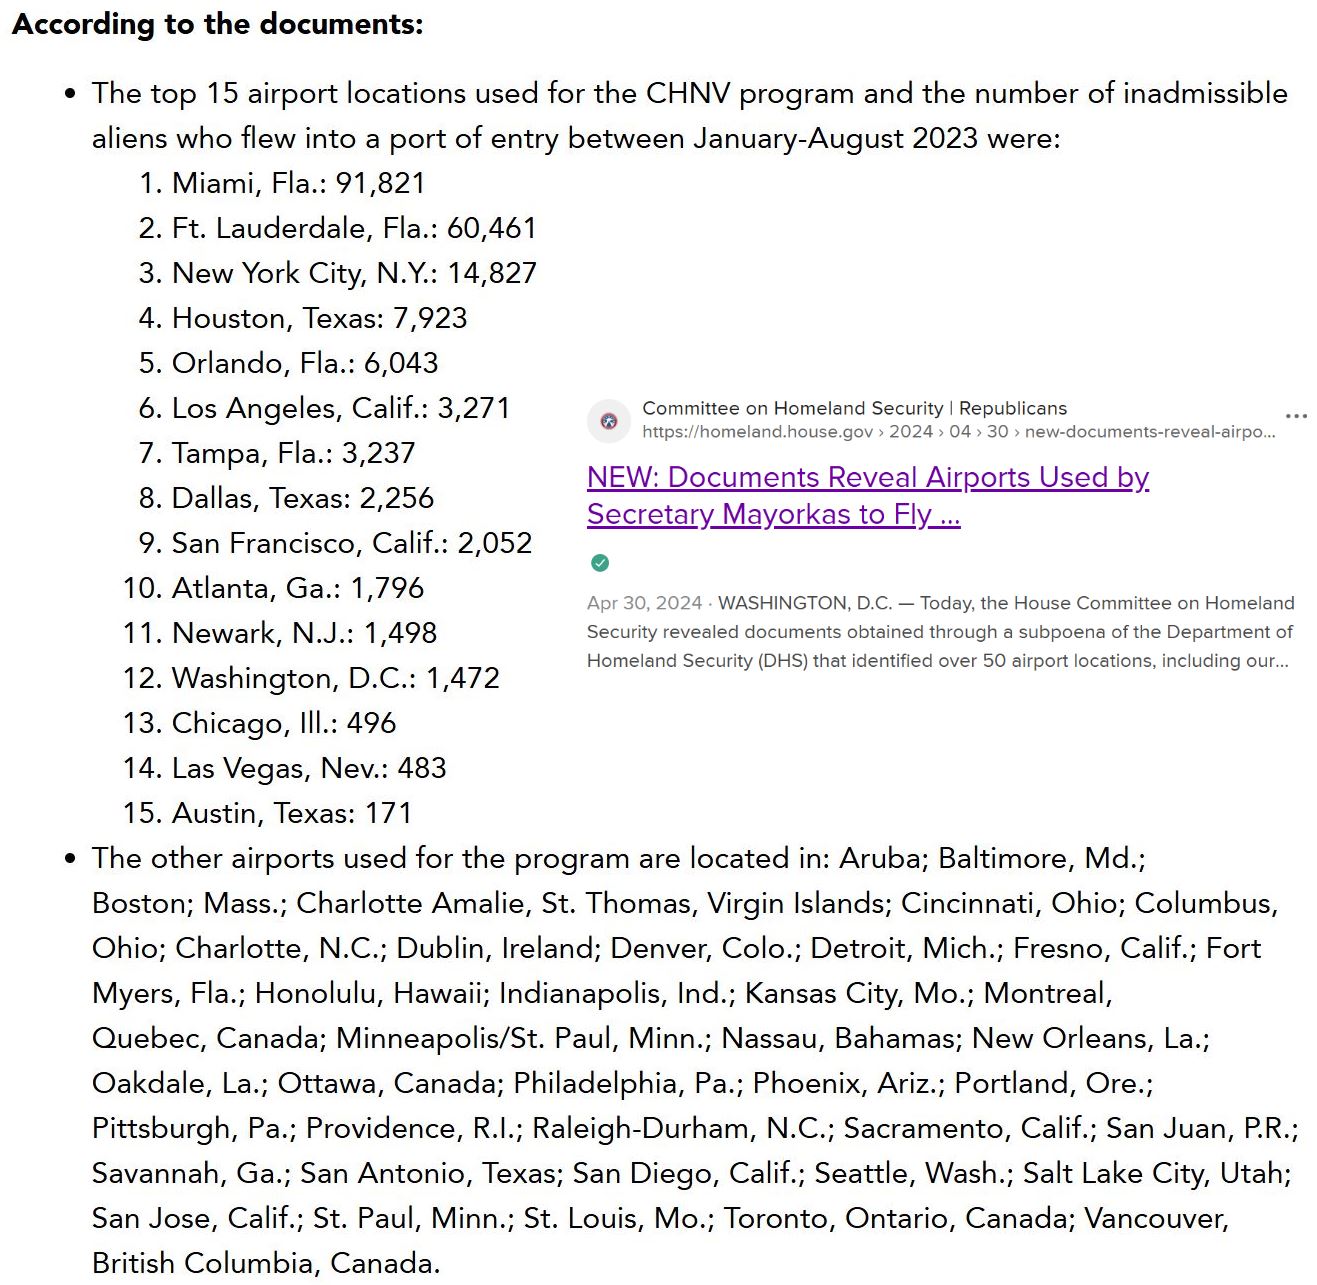 According to the documents:
• The top 15 airport locations used for the CHNV program and the number of inadmissible
aliens who flew into a port of entry between January-August 2023 were:
1. Miami, Fla.: 91,821
2. Ft. Lauderdale, Fla.: 60,461
3. New York City, N.Y.: 14,827
4. Houston, Texas: 7,923
5. Orlando, Fla.: 6,043
6. Los Angeles, Calif.: 3,271
7. Tampa, Fla.: 3,237
8. Dallas, Texas: 2,256
9. San Francisco, Calif.: 2,052
10. Atlanta, Ga.: 1,796
11. Newark, N.J.: 1,498
12. Washington, D.C.: 1,472
13. Chicago, Ill.: 496
14. Las Vegas, Nev.: 483
15. Austin, Texas: 171
Committee on Homeland Security | Republicans
https://homeland.house.gov › 2024 › 04 › 30 › new-documents-reveal-airpo...
NEW: Documents Reveal Airports Used by
Secretary Mayorkas to Fly ...
Apr 30, 2024 · WASHINGTON, D.C. — Today, the House Committee on Homeland
Security revealed documents obtained through a subpoena of the Department of
Homeland Security (DHS) that identified over 50 airport locations, including our...
• The other airports used for the program are located in: Aruba; Baltimore, Md.;
Boston; Mass.; Charlotte Amalie, St. Thomas, Virgin Islands; Cincinnati, Ohio; Columbus,
Ohio; Charlotte, N.C.; Dublin, Ireland; Denver, Colo.; Detroit, Mich.; Fresno, Calif.; Fort
Myers, Fla.; Honolulu, Hawaii; Indianapolis, Ind.; Kansas City, Mo.; Montreal,
Quebec, Canada; Minneapolis/St. Paul, Minn.; Nassau, Bahamas; New Orleans, La.;
Oakdale, La.; Ottawa, Canada; Philadelphia, Pa.; Phoenix, Ariz.; Portland, Ore.;
Pittsburgh, Pa.; Providence, R.I.; Raleigh-Durham, N.C.; Sacramento, Calif.; San Juan, P.R.;
Savannah, Ga.; San Antonio, Texas; San Diego, Calif.; Seattle, Wash.; Salt Lake City, Utah;
San Jose, Calif.; St. Paul, Minn.; St. Louis, Mo.; Toronto, Ontario, Canada; Vancouver,
British Columbia, Canada.